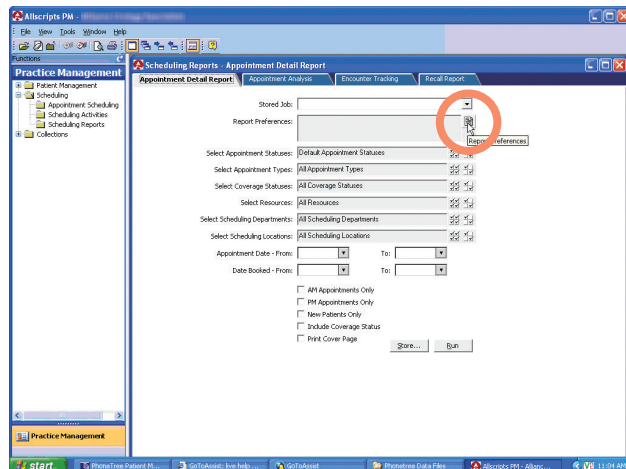 Allscripts PM -
File View Tools Window Help
Functions
Practice Management
Patient Management
Scheduling
Appointment Scheduling
Scheduling Activities
Scheduling Reports
Collections
Scheduling Reports - Appointment Detail Report
Appointment Detail Report Appointment Analysis Encounter Tracking Recall Report
Stored Job:
Report Preferences:
Report Preferences
Select Appointment Statuses: Default Appointment Statuses
Select Appointment Types: All Appointment Types
Select Coverage Statuses: All Coverage Statuses
Select Resources: All Resources
Select Scheduling Departments: All Scheduling Departments
Select Scheduling Locations: All Scheduling Locations
Appointment Date - From: To:
Date Booked - From: To:
AM Appointments Only
PM Appointments Only
New Patients Only
Include Coverage Status
Print Cover Page
Store... Run
Practice Management
start PhoneTree Patient M... GoToAssist: live help ... GoToAssist Phonetree Data Files Allscripts PM - Allianc... 11:04 AM